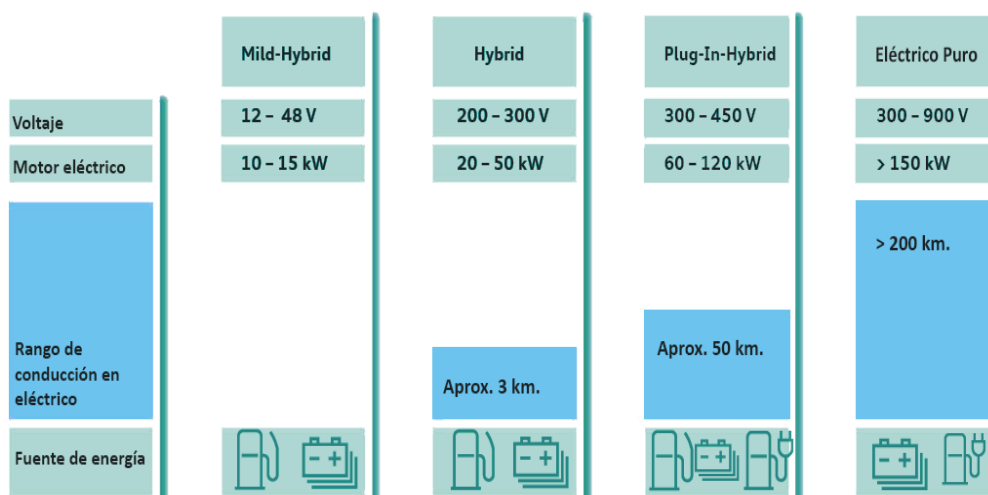 Mild-Hybrid
Hybrid
Plug-In-Hybrid
Eléctrico Puro
Voltaje
12 – 48 V
200 – 300 V
300 – 450 V
300 – 900 V
Motor eléctrico
10 – 15 kW
20 – 50 kW
60 – 120 kW
> 150 kW
Rango de
conducción en
eléctrico
Aprox. 3 km.
Aprox. 50 km.
> 200 km.
Fuente de energía